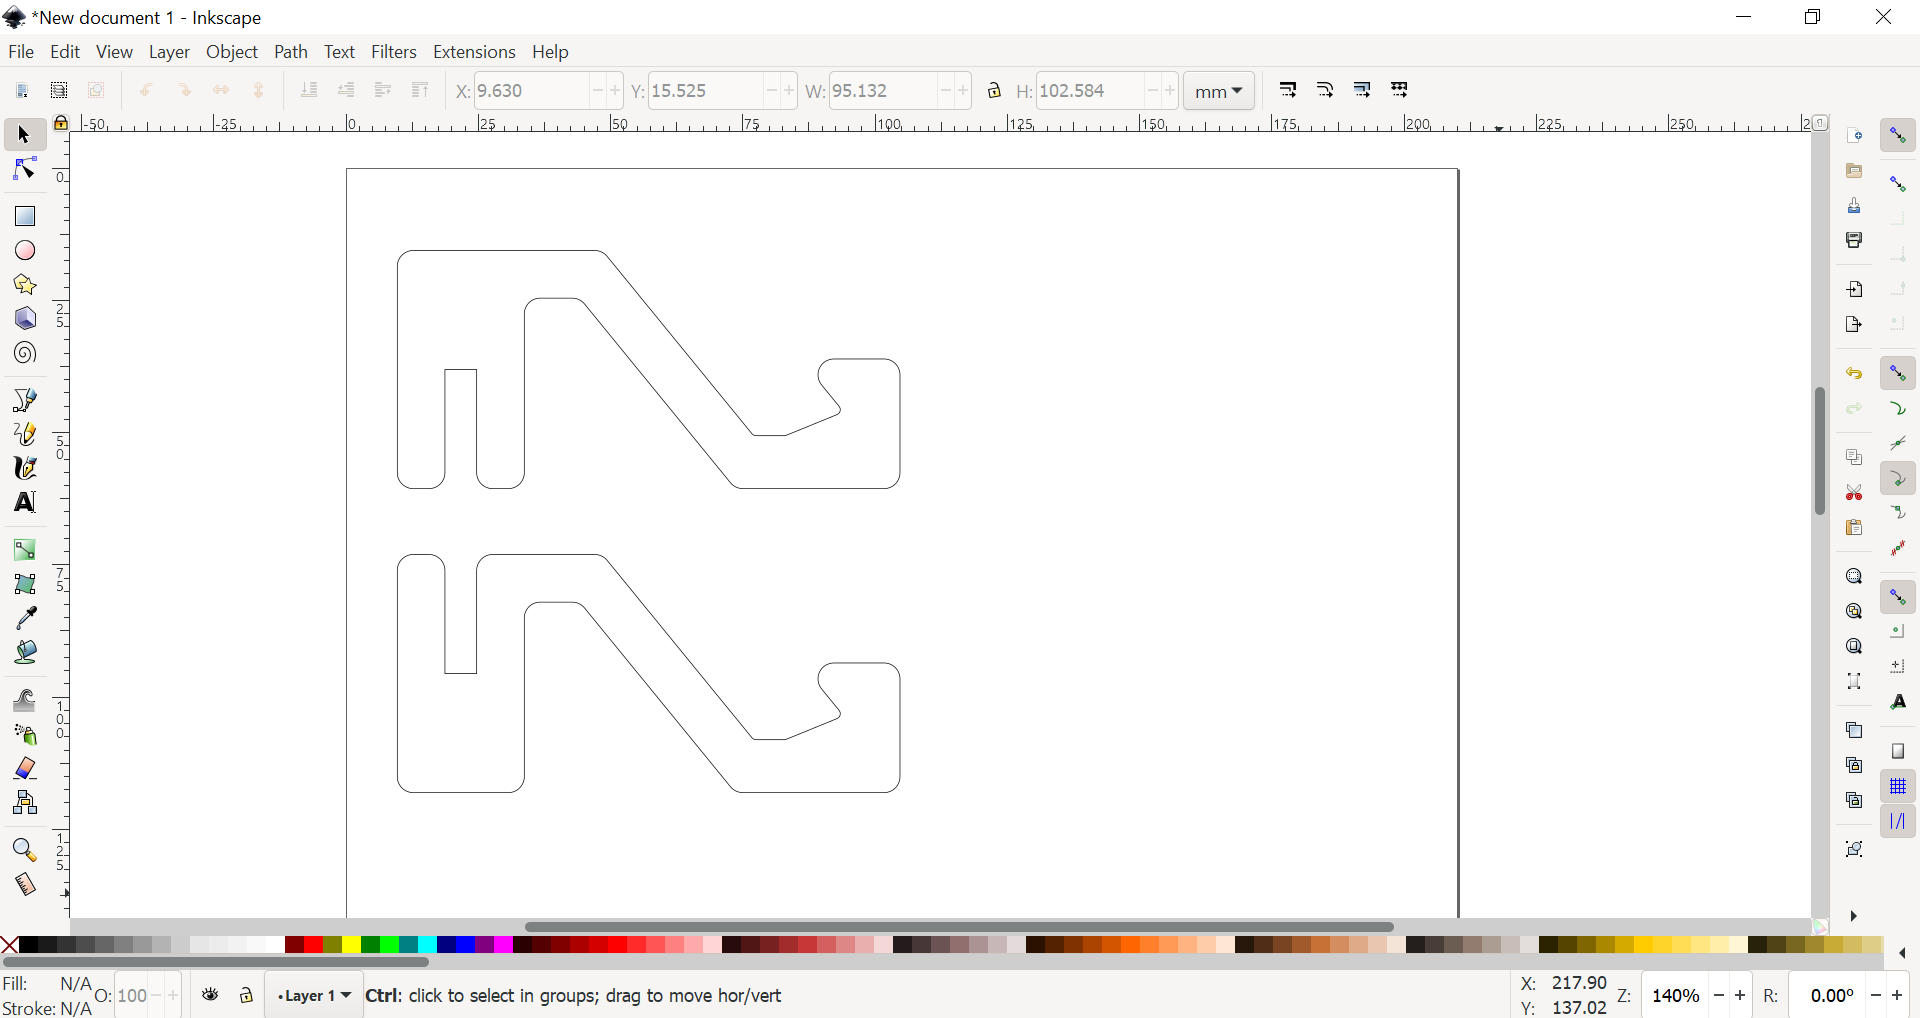 *New document 1 - Inkscape
File Edit View Layer Object Path Text Filters Extensions Help
X: 9.630 Y: 15.525 W: 95.132 H: 102.584 mm
-50 -25 0 25 50 75 100 125 150 175 200 225 250 2
0
25
50
75
100
125
Fill: N/A O: 100
Stroke: N/A
Layer 1
Ctrl: click to select in groups; drag to move hor/vert
X: 217.90
Y: 137.02
Z: 140%
R: 0.00°